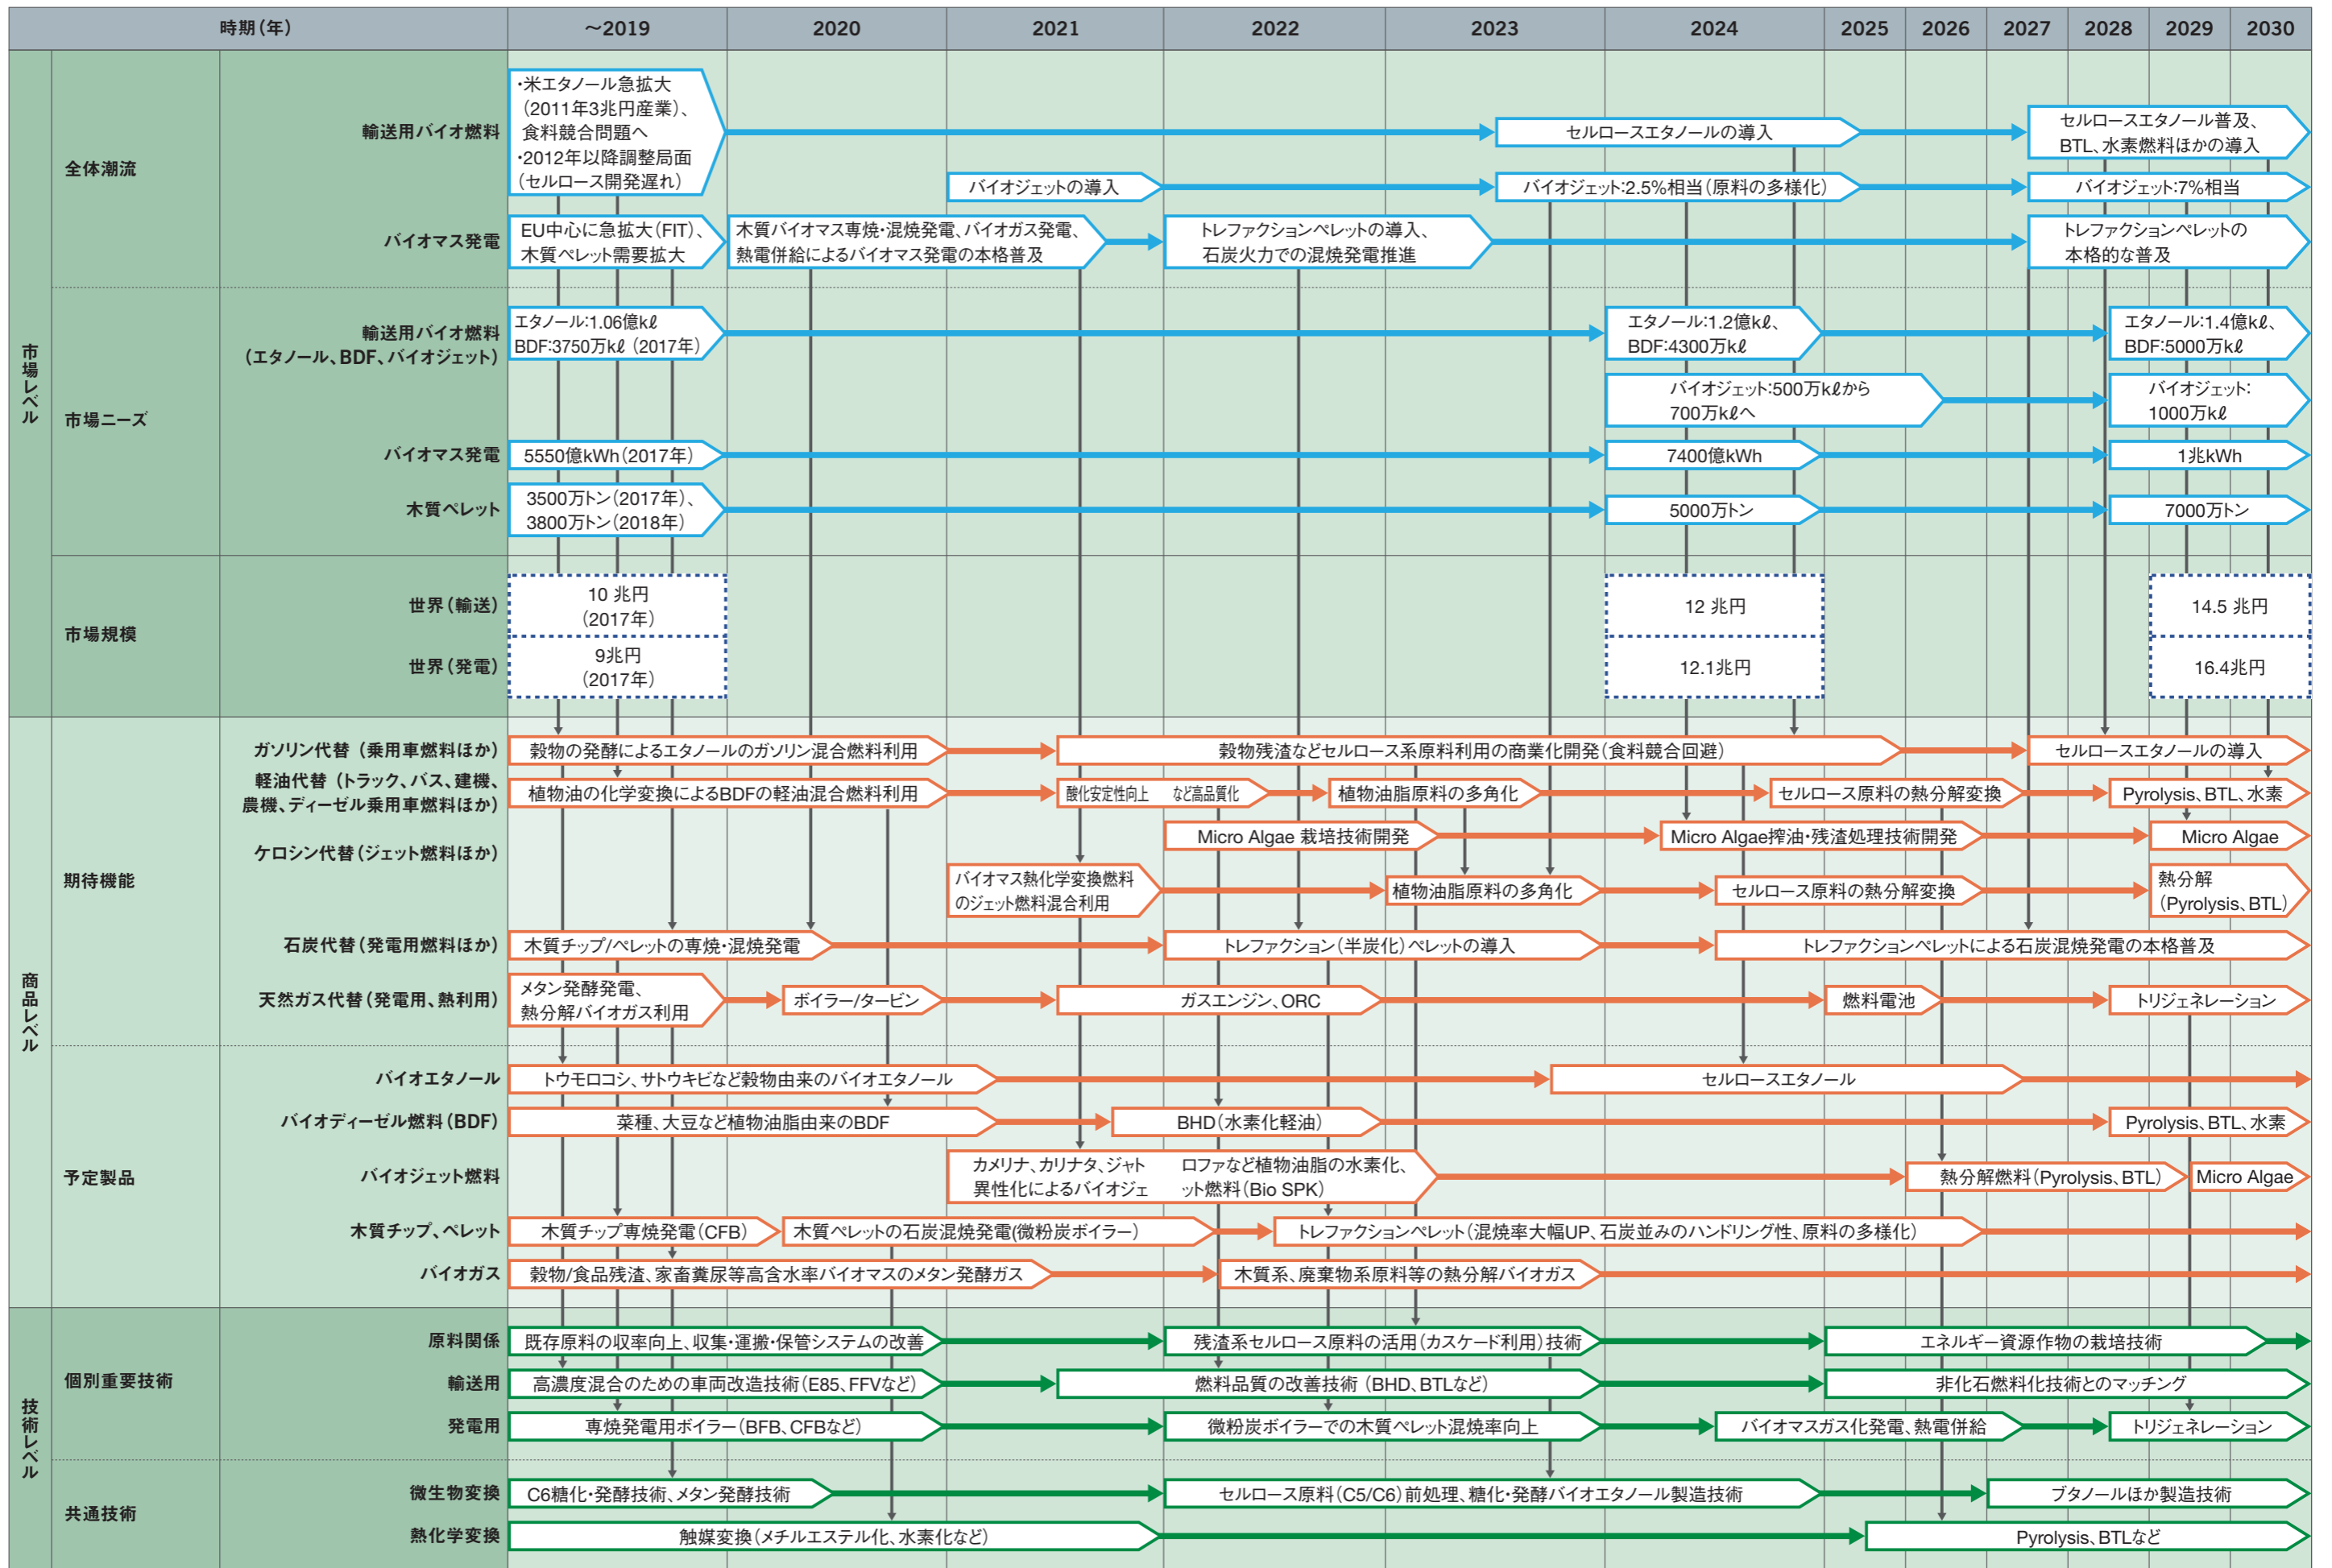 時期（年）
～2019
2020
2021
2022
2023
2024
2025
2026
2027
2028
2029
2030
市場レベル
全体潮流
輸送用バイオ燃料
・米エタノール急拡大
（2011年3兆円産業）、
食料競合問題へ
・2012年以降調整局面
（セルロース開発遅れ）
セルロースエタノールの導入
セルロースエタノール普及、
BTL、水素燃料ほかの導入
バイオジェットの導入
バイオジェット：2.5％相当（原料の多様化）
バイオジェット：7％相当
バイオマス発電
EU中心に急拡大（FIT）、
木質ペレット需要拡大
木質バイオマス専焼・混焼発電、バイオガス発電、
熱電併給によるバイオマス発電の本格普及
トレファクションペレットの導入、
石炭火力での混焼発電推進
トレファクションペレットの
本格的な普及
市場ニーズ
輸送用バイオ燃料
（エタノール、BDF、バイオジェット）
エタノール：1.06億kℓ
BDF：3750万kℓ（2017年）
エタノール：1.2億kℓ、
BDF：4300万kℓ
エタノール：1.4億kℓ、
BDF：5000万kℓ
バイオジェット：500万kℓから
700万kℓへ
バイオジェット：
1000万kℓ
バイオマス発電
5550億kWh（2017年）
7400億kWh
1兆kWh
木質ペレット
3500万トン（2017年）、
3800万トン（2018年）
5000万トン
7000万トン
市場規模
世界（輸送）
10 兆円
（2017年）
12 兆円
14.5 兆円
世界（発電）
9兆円
（2017年）
12.1兆円
16.4兆円
商品レベル
期待機能
ガソリン代替（乗用車燃料ほか）
穀物の発酵によるエタノールのガソリン混合燃料利用
穀物残渣などセルロース系原料利用の商業化開発（食料競合回避）
セルロースエタノールの導入
軽油代替（トラック、バス、建機、
農機、ディーゼル乗用車燃料ほか）
植物油の化学変換によるBDFの軽油混合燃料利用
酸化安定性向上 など高品質化
植物油脂原料の多角化
セルロース原料の熱分解変換
Pyrolysis、BTL、水素
ケロシン代替（ジェット燃料ほか）
Micro Algae 栽培技術開発
Micro Algae搾油・残渣処理技術開発
Micro Algae
バイオマス熱化学変換燃料
のジェット燃料混合利用
植物油脂原料の多角化
セルロース原料の熱分解変換
熱分解
（Pyrolysis、BTL）
石炭代替（発電用燃料ほか）
木質チップ/ペレットの専焼・混焼発電
トレファクション（半炭化）ペレットの導入
トレファクションペレットによる石炭混焼発電の本格普及
天然ガス代替（発電用、熱利用）
メタン発酵発電、
熱分解バイオガス利用
ボイラー/タービン
ガスエンジン、ORC
燃料電池
トリジェネレーション
予定製品
バイオエタノール
トウモロコシ、サトウキビなど穀物由来のバイオエタノール
セルロースエタノール
バイオディーゼル燃料（BDF）
菜種、大豆など植物油脂由来のBDF
BHD（水素化軽油）
Pyrolysis、BTL、水素
バイオジェット燃料
カメリナ、カリナタ、ジャト ロファなど植物油脂の水素化、
異性化によるバイオジェ ット燃料（Bio SPK）
熱分解燃料（Pyrolysis、BTL）
Micro Algae
木質チップ、ペレット
木質チップ専焼発電（CFB）
木質ペレットの石炭混焼発電(微粉炭ボイラー）
トレファクションペレット（混焼率大幅UP、石炭並みのハンドリング性、原料の多様化）
バイオガス
穀物/食品残渣、家畜糞尿等高含水率バイオマスのメタン発酵ガス
木質系、廃棄物系原料等の熱分解バイオガス
技術レベル
個別重要技術
原料関係
既存原料の収率向上、収集・運搬・保管システムの改善
残渣系セルロース原料の活用（カスケード利用）技術
エネルギー資源作物の栽培技術
輸送用
高濃度混合のための車両改造技術（E85、FFVなど）
燃料品質の改善技術（BHD、BTLなど）
非化石燃料化技術とのマッチング
発電用
専焼発電用ボイラー（BFB、CFBなど）
微粉炭ボイラーでの木質ペレット混焼率向上
バイオマスガス化発電、熱電併給
トリジェネレーション
共通技術
微生物変換
C6糖化・発酵技術、メタン発酵技術
セルロース原料（C5/C6）前処理、糖化・発酵バイオエタノール製造技術
ブタノールほか製造技術
熱化学変換
触媒変換（メチルエステル化、水素化など）
Pyrolysis、BTLなど